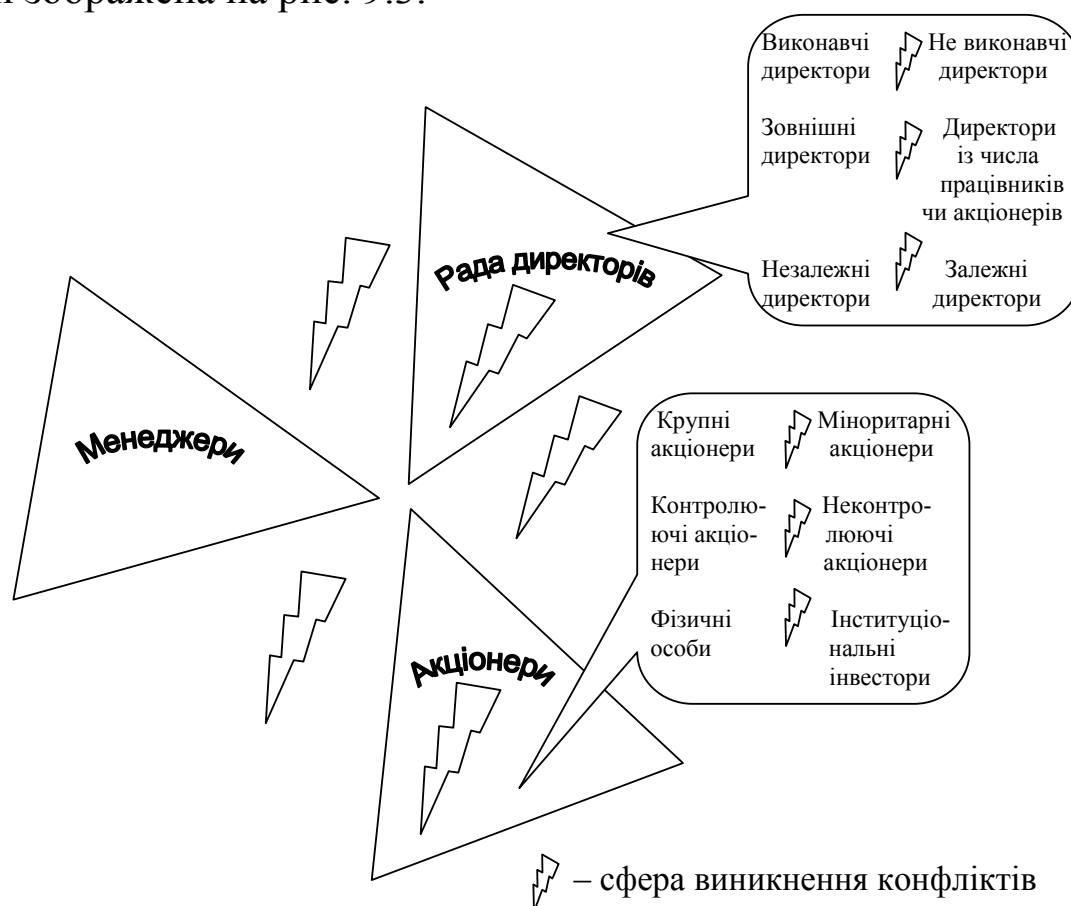 зображена на рис. 9.3.
Виконавчі директори
Не виконавчі директори
Зовнішні директори
Директори із числа працівників чи акціонерів
Незалежні директори
Залежні директори
Рада директорів
Менеджери
Крупні акціонери
Міноритарні акціонери
Контролю-
ючі акціо-
нери
Неконтро-
люючі
акціонери
Фізичні особи
Інституціо-
нальні
інвестори
Акціонери
– сфера виникнення конфліктів